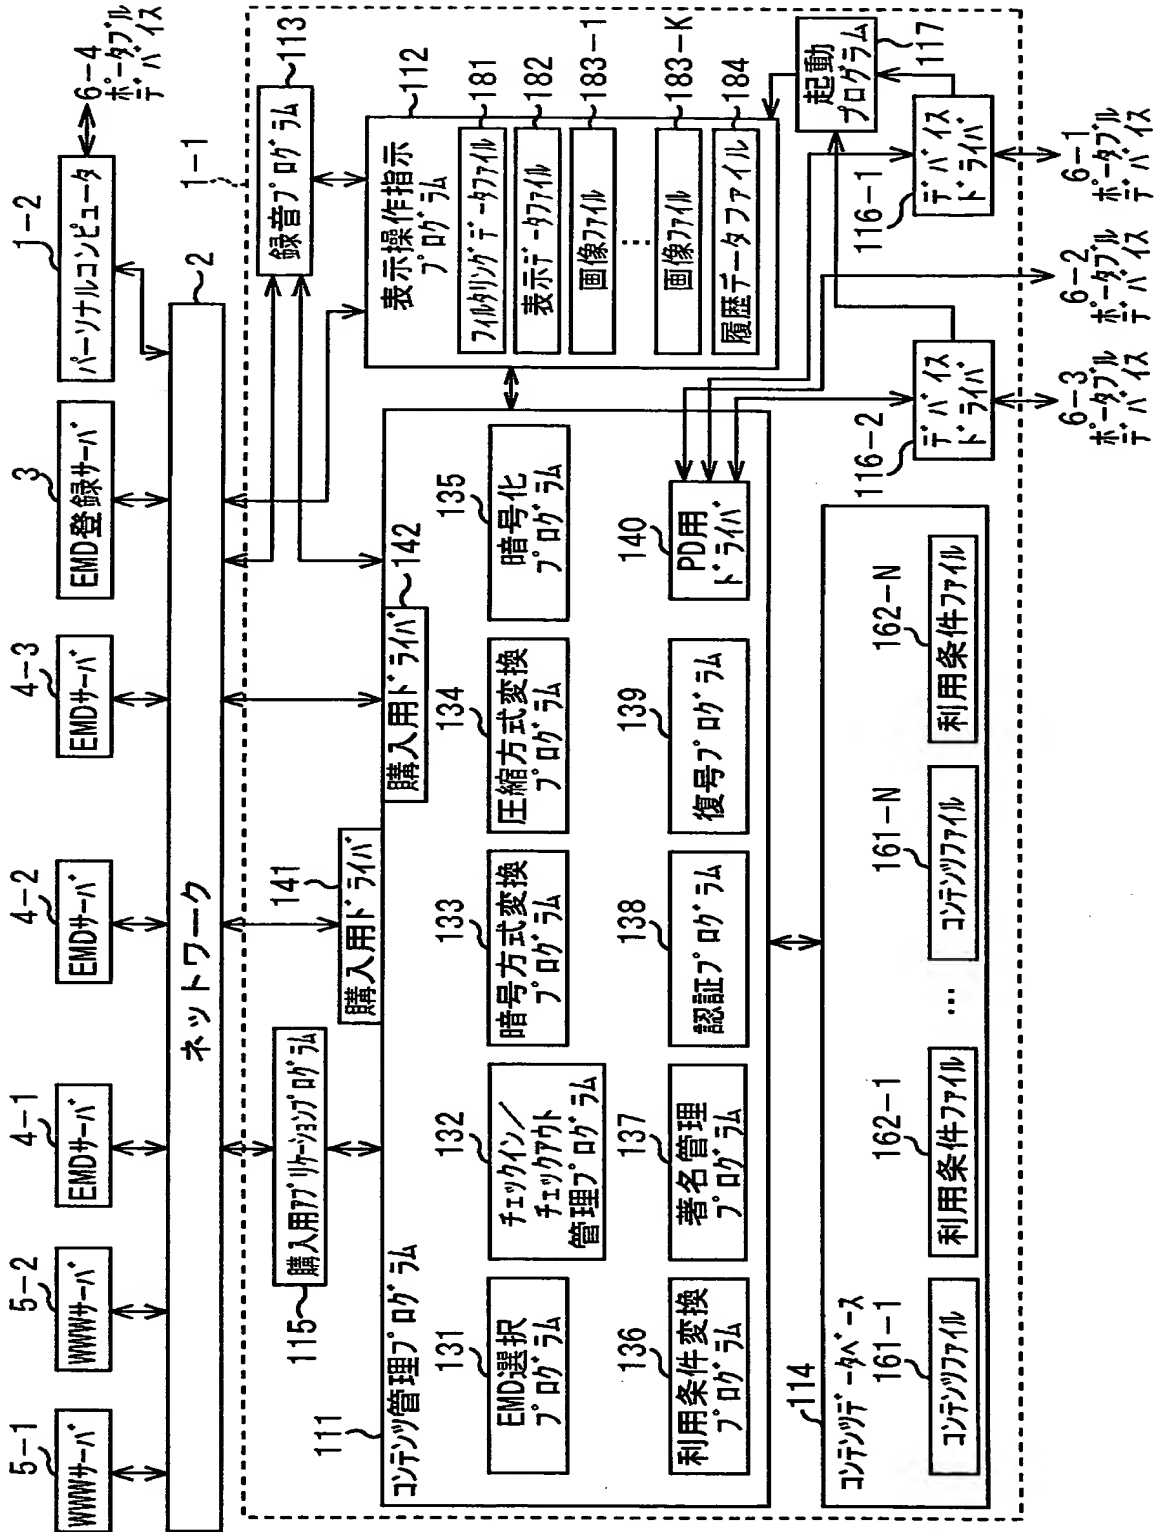 5-1
WWWサーバ
5-2
WWWサーバ
4-1
EMDサーバ
4-2
EMDサーバ
4-3
EMDサーバ
3
EMD登録サーバ
1-2
パーソナルコンピュータ
6-4
ポータブル
デバイス
ネットワーク
2
1-1
115
購入用アプリケーションプログラム
141
購入用ドライバ
購入用ドライバ
142
録音プログラム
113
111
コンテンツ管理プログラム
131
EMD選択
プログラム
132
チェックイン/
チェックアウト
管理プログラム
133
暗号方式変換
プログラム
134
圧縮方式変換
プログラム
135
暗号化
プログラム
136
利用条件変換
プログラム
137
著名管理
プログラム
138
認証プログラム
139
復号プログラム
140
PD用
ドライバ
表示操作指示
プログラム
112
フィルタリングデータファイル
181
表示データファイル
182
画像ファイル
183-1
⋮
画像ファイル
183-K
履歴データファイル
184
起動
プログラム
117
114
コンテンツデータベース
161-1
コンテンツファイル
162-1
利用条件ファイル
…
161-N
コンテンツファイル
162-N
利用条件ファイル
116-2
デバイス
ドライバ
116-1
デバイス
ドライバ
6-3
ポータブル
デバイス
6-2
ポータブル
デバイス
6-1
ポータブル
デバイス